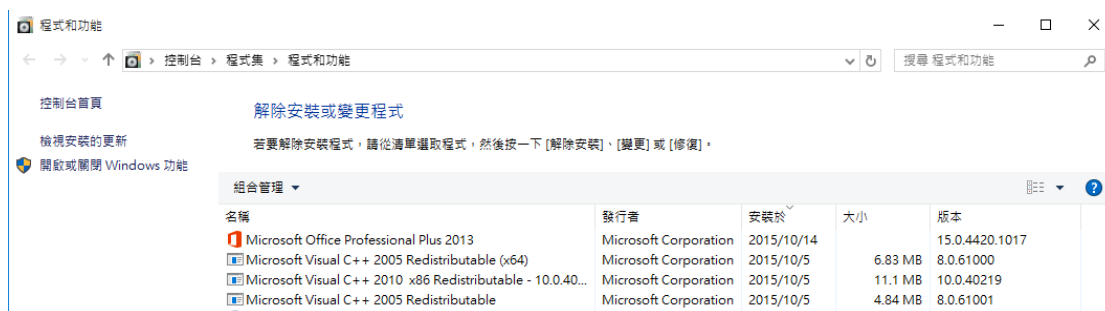 程式和功能
控制台 › 程式集 › 程式和功能
搜尋 程式和功能
控制台首頁
檢視安裝的更新
開啟或關閉 Windows 功能
解除安裝或變更程式
若要解除安裝程式，請從清單選取程式，然後按一下 [解除安裝]、[變更] 或 [修復]。
組合管理
名稱 發行者 安裝於 大小 版本
Microsoft Office Professional Plus 2013 Microsoft Corporation 2015/10/14 15.0.4420.1017
Microsoft Visual C++ 2005 Redistributable (x64) Microsoft Corporation 2015/10/5 6.83 MB 8.0.61000
Microsoft Visual C++ 2010 x86 Redistributable - 10.0.40... Microsoft Corporation 2015/10/5 11.1 MB 10.0.40219
Microsoft Visual C++ 2005 Redistributable Microsoft Corporation 2015/10/5 4.84 MB 8.0.61001